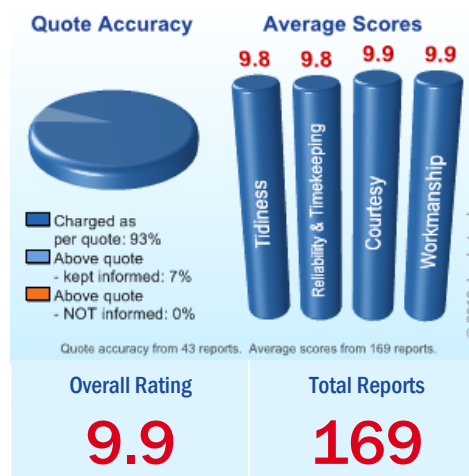 Quote Accuracy
Average Scores
9.8
9.8
9.9
9.9
Tidiness
Reliability & Timekeeping
Courtesy
Workmanship
Charged as
per quote: 93%
Above quote
- kept informed: 7%
Above quote
- NOT informed: 0%
Quote accuracy from 43 reports. Average scores from 169 reports.
Overall Rating
Total Reports
9.9
169